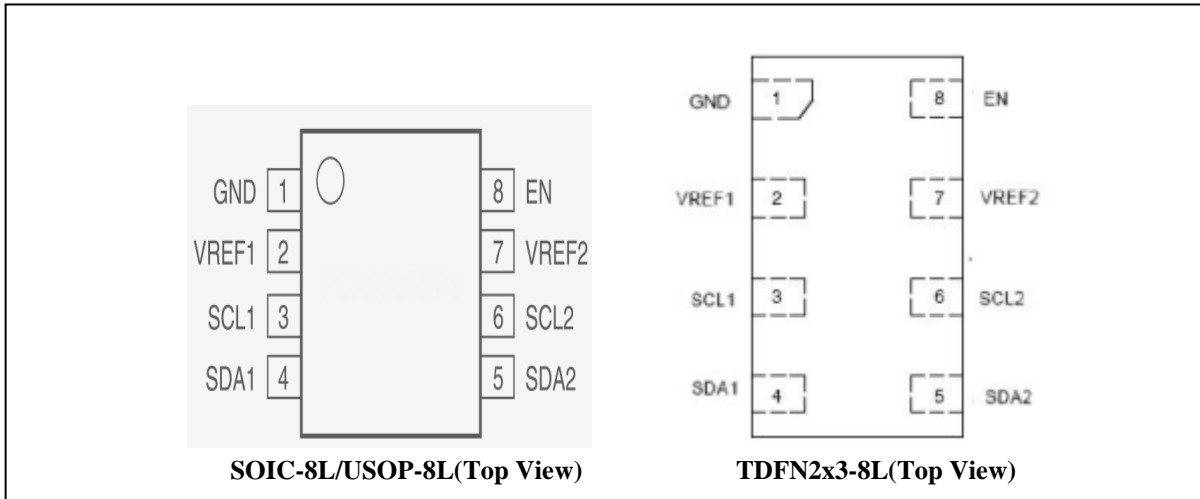 GND 1 8 EN
VREF1 2 7 VREF2
SCL1 3 6 SCL2
SDA1 4 5 SDA2
SOIC-8L/USOP-8L(Top View)
GND 1 8 EN
VREF1 2 7 VREF2
SCL1 3 6 SCL2
SDA1 4 5 SDA2
TDFN2x3-8L(Top View)